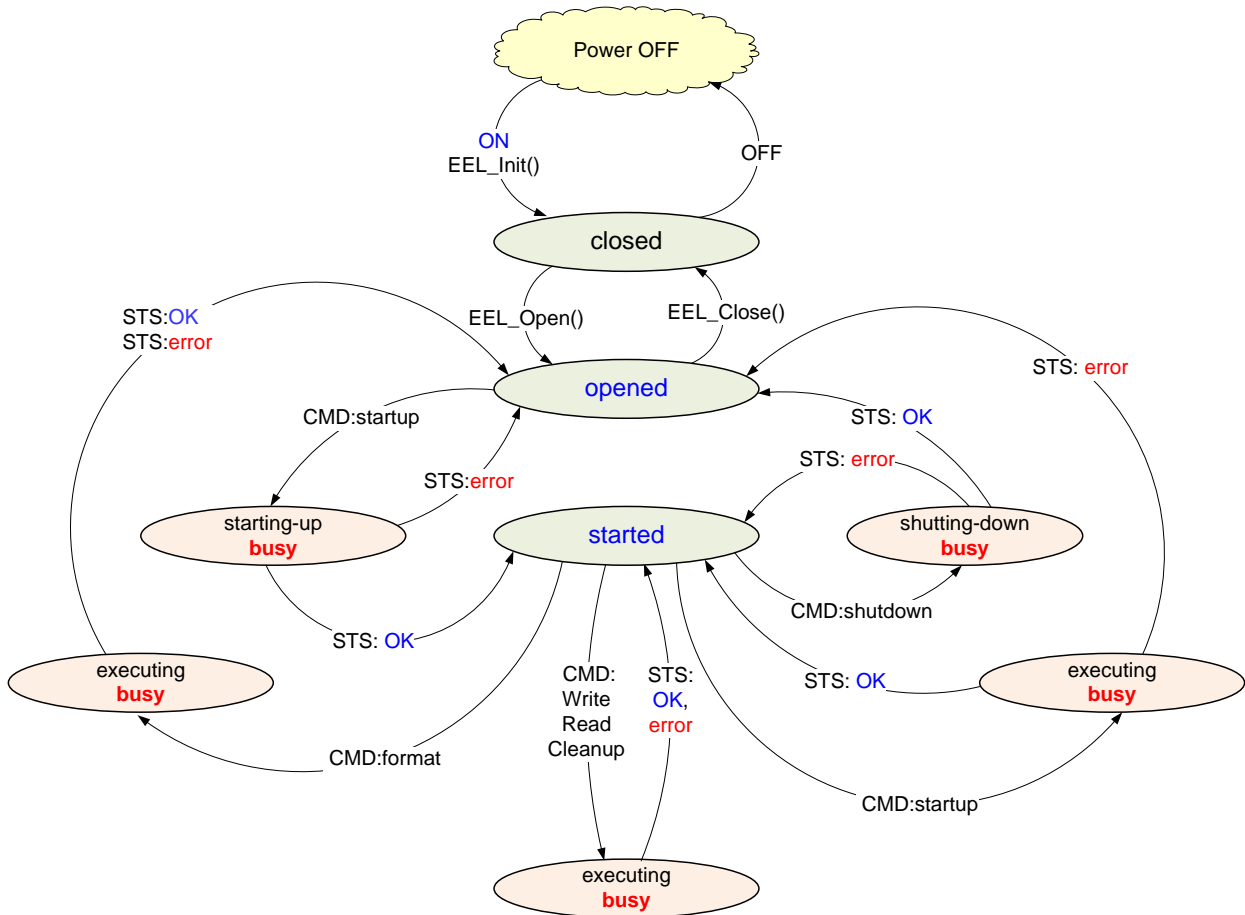 Power OFF
ON
EEL_Init()
OFF
closed
EEL_Open()
EEL_Close()
STS:OK
STS:error
opened
STS: error
CMD:startup
STS: OK
STS: error
STS:error
starting-up
busy
started
shutting-down
busy
CMD:shutdown
STS: OK
executing
busy
CMD:
Write
Read
Cleanup
STS:
OK,
error
STS: OK
executing
busy
CMD:format
CMD:startup
executing
busy